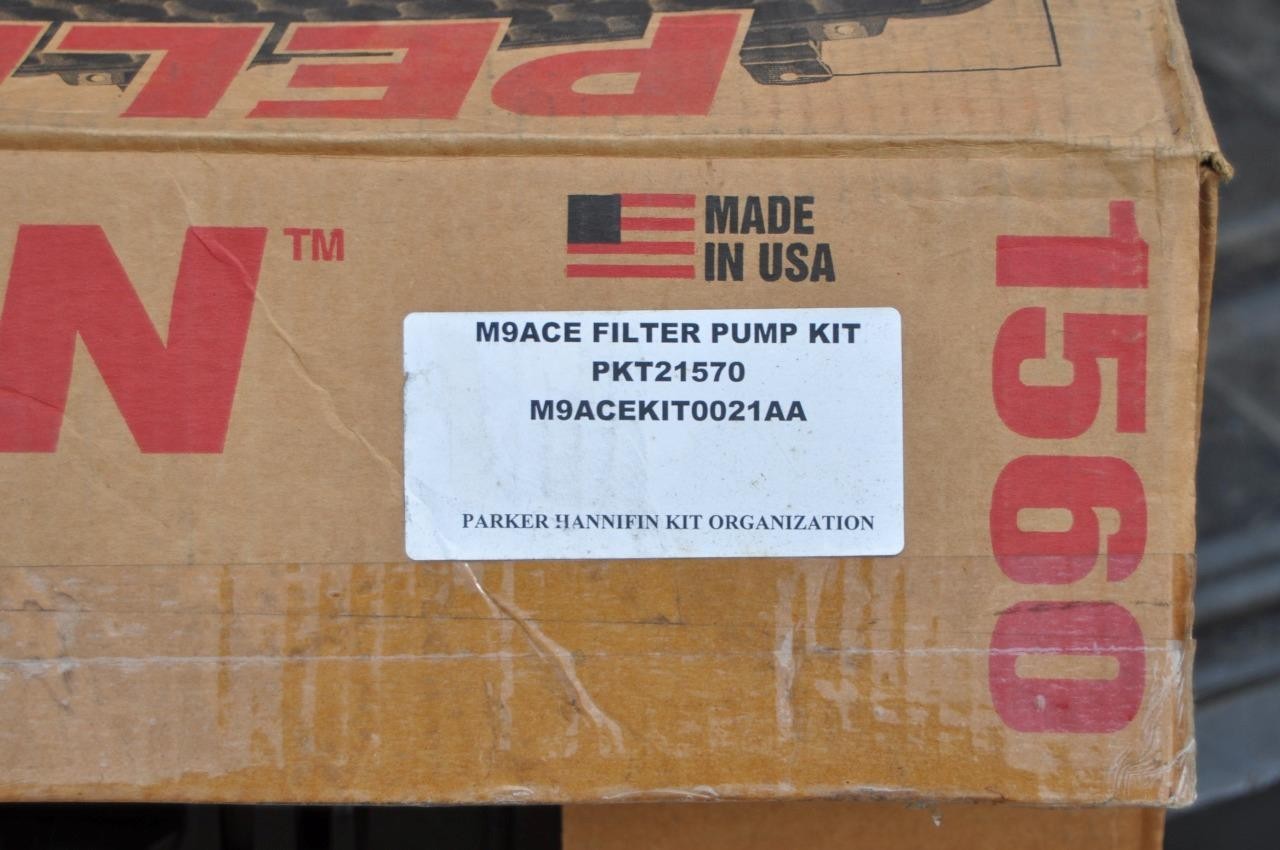 PEL
N™
MADE
IN USA
1560
M9ACE FILTER PUMP KIT
PKT21570
M9ACEKIT0021AA
PARKER HANNIFIN KIT ORGANIZATION